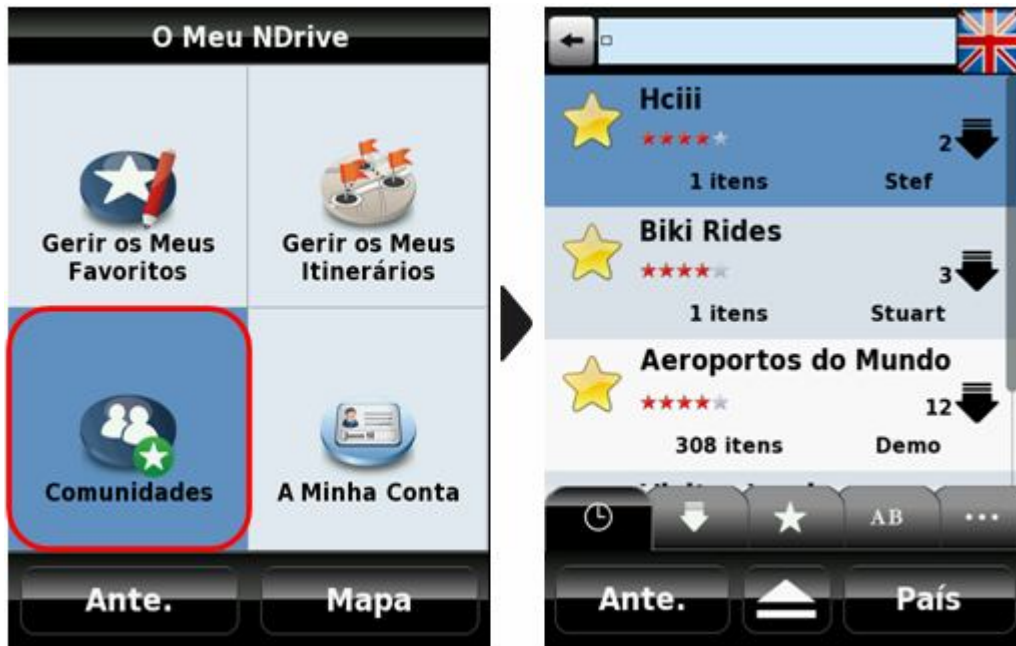 O Meu NDrive
Gerir os Meus
Favoritos
Gerir os Meus
Itinerários
Comunidades
A Minha Conta
Ante.
Mapa
Hciii
2
1 itens Stef
Biki Rides
3
1 itens Stuart
Aeroportos do Mundo
12
308 itens Demo
AB
...
Ante.
País